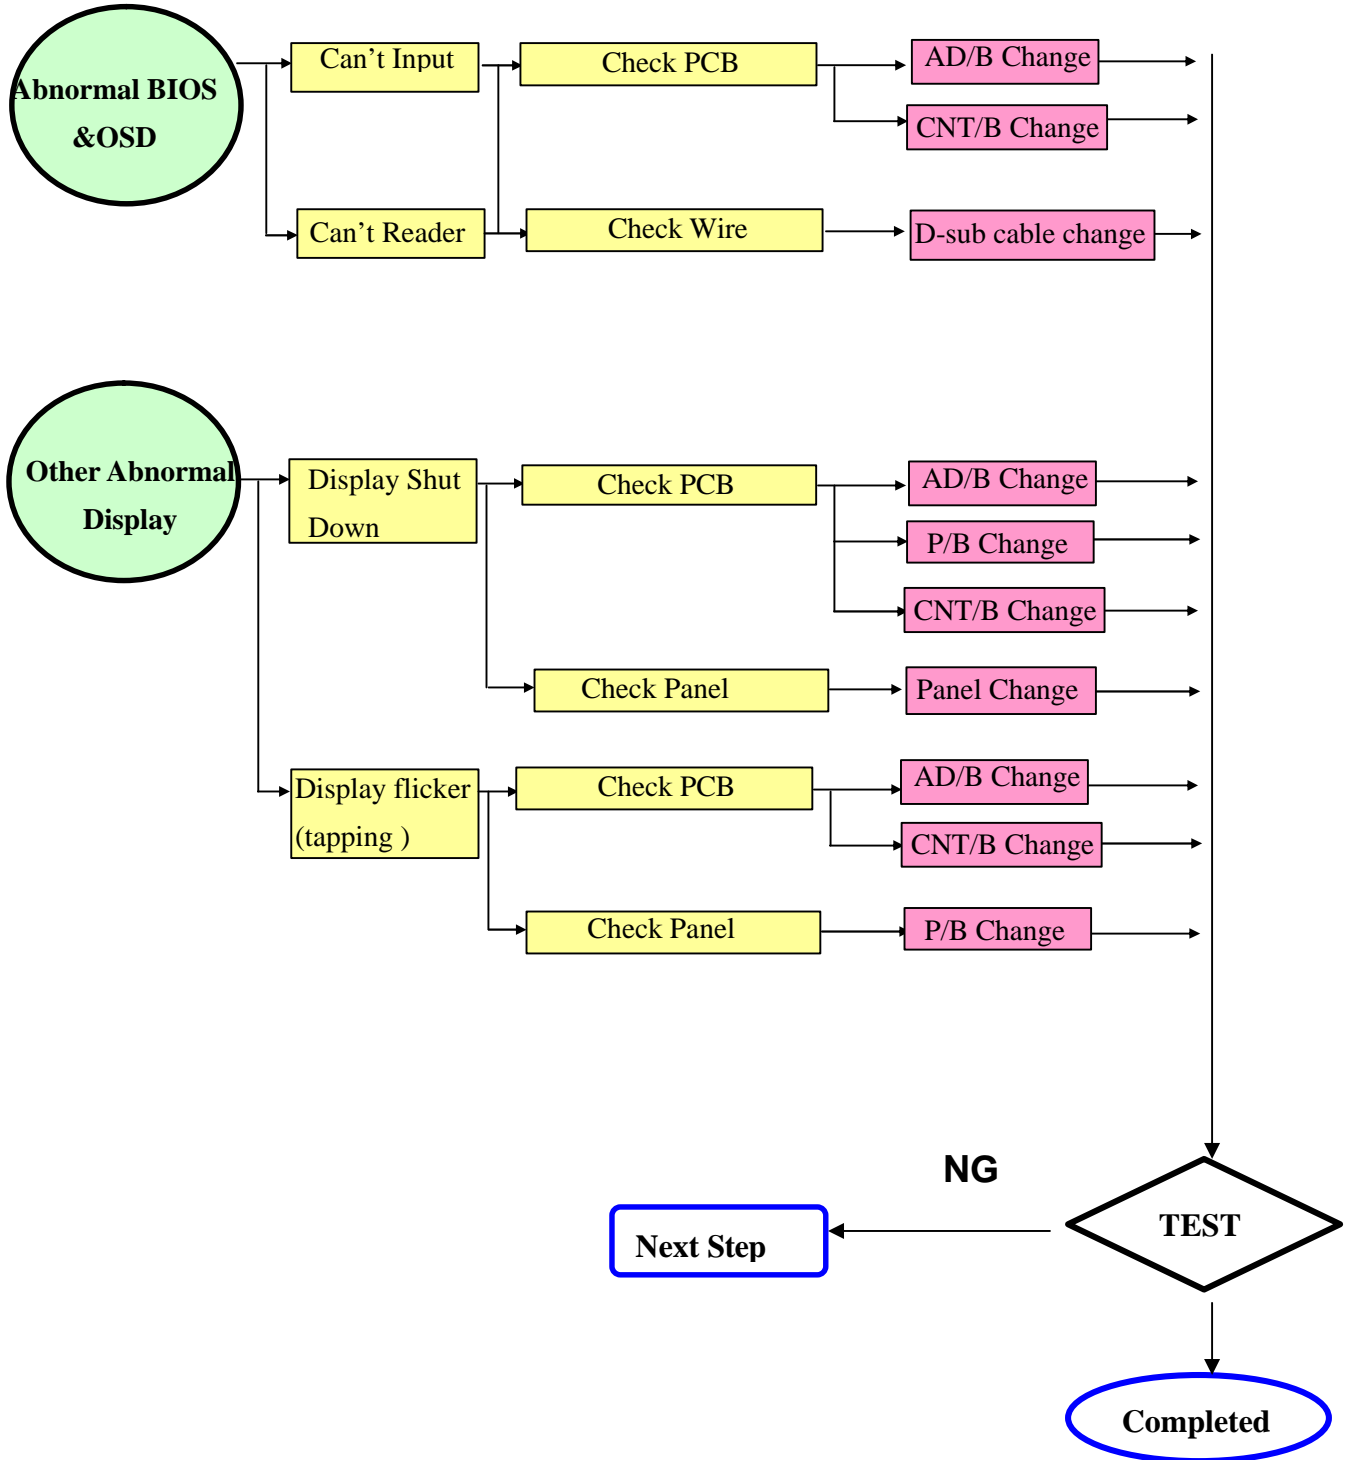 Abnormal BIOS
&OSD
Can't Input
Check PCB
AD/B Change
CNT/B Change
Can't Reader
Check Wire
D-sub cable change
Other Abnormal
Display
Display Shut
Down
Check PCB
AD/B Change
P/B Change
CNT/B Change
Check Panel
Panel Change
Display flicker
(tapping )
Check PCB
AD/B Change
CNT/B Change
Check Panel
P/B Change
NG
TEST
Next Step
Completed